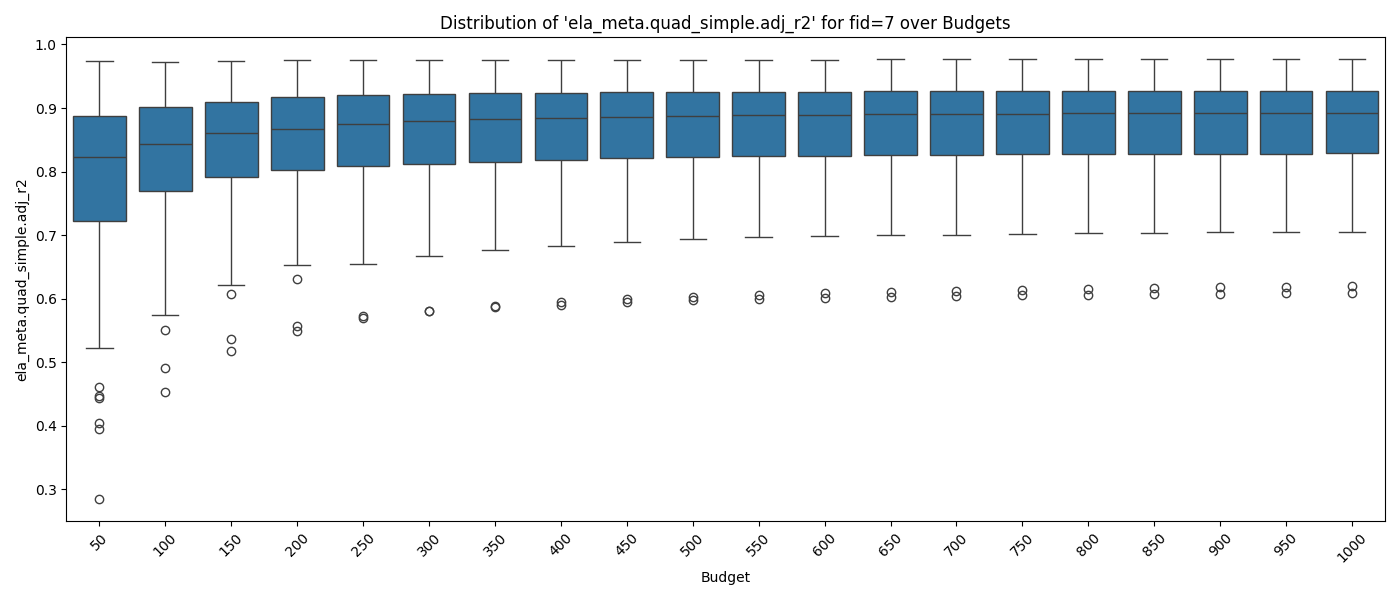 Distribution of 'ela_meta.quad_simple.adj_r2' for fid=7 over Budgets
ela_meta.quad_simple.adj_r2
1.0
0.9
0.8
0.7
0.6
0.5
0.4
0.3
50 100 150 200 250 300 350 400 450 500 550 600 650 700 750 800 850 900 950 1000
Budget